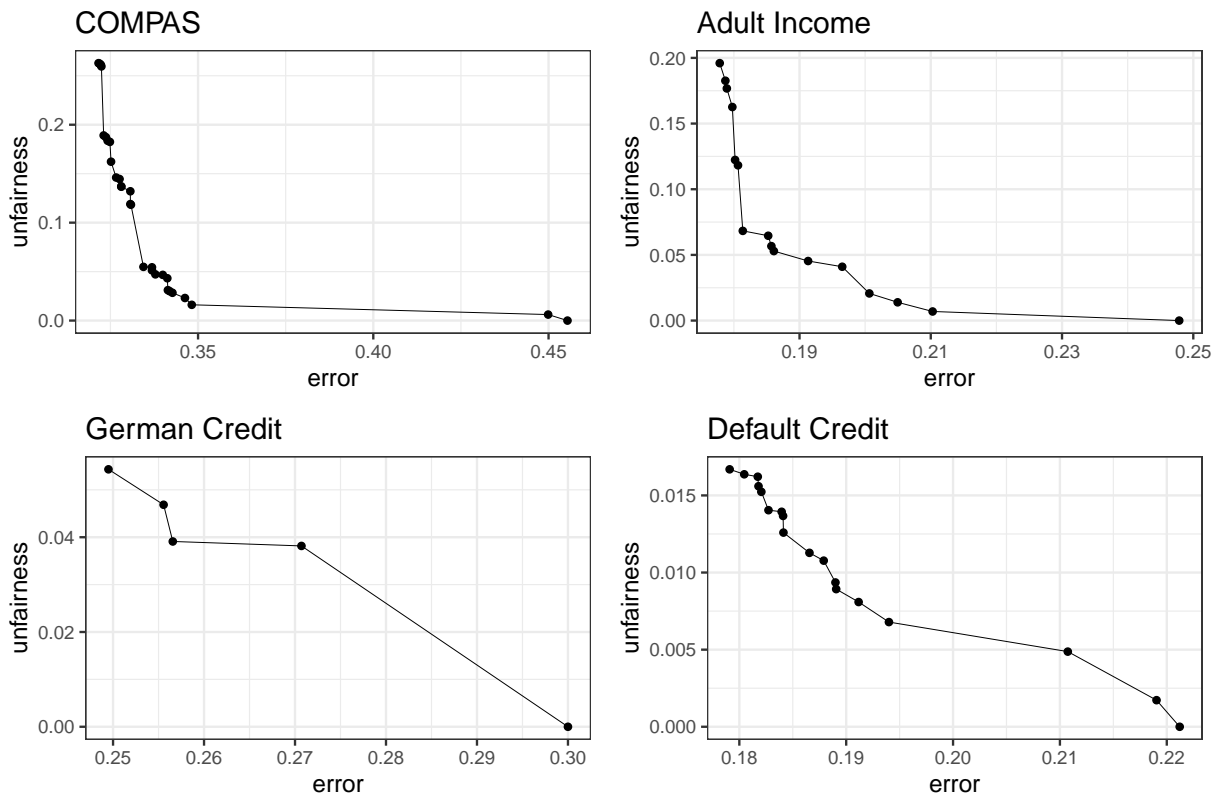 COMPAS
0.2
0.1
0.0
unfairness
0.35 0.40 0.45
error
Adult Income
0.20
0.15
0.10
0.05
0.00
unfairness
0.19 0.21 0.23 0.25
error
German Credit
0.04
0.02
0.00
unfairness
0.25 0.26 0.27 0.28 0.29 0.30
error
Default Credit
0.015
0.010
0.005
0.000
unfairness
0.18 0.19 0.20 0.21 0.22
error